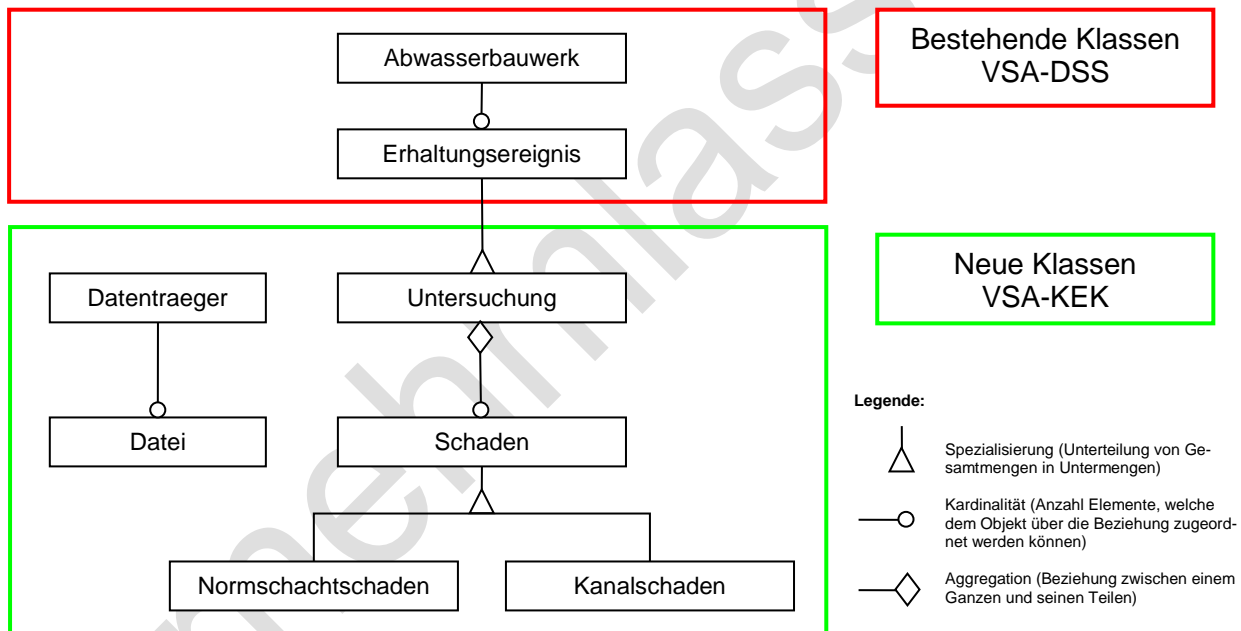 Abwasserbauwerk
Erhaltungsereignis
Bestehende Klassen
VSA-DSS
Datentraeger
Untersuchung
Neue Klassen
VSA-KEK
Datei
Schaden
Normschachtschaden
Kanalschaden
Legende:
Spezialisierung (Unterteilung von Ge-
samtmengen in Untermengen)
Kardinalität (Anzahl Elemente, welche
dem Objekt über die Beziehung zugeord-
net werden können)
Aggregation (Beziehung zwischen einem
Ganzen und seinen Teilen)